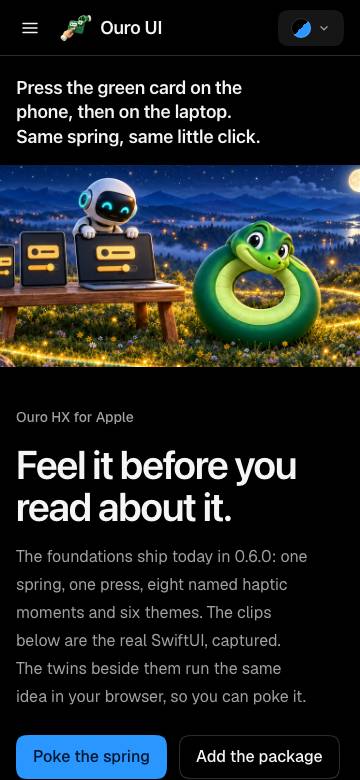 Ouro UI
Press the green card on the
phone, then on the laptop.
Same spring, same little click.
Ouro HX for Apple
Feel it before you
read about it.
The foundations ship today in 0.6.0: one
spring, one press, eight named haptic
moments and six themes. The clips
below are the real SwiftUI, captured.
The twins beside them run the same
idea in your browser, so you can poke it.
Poke the spring
Add the package